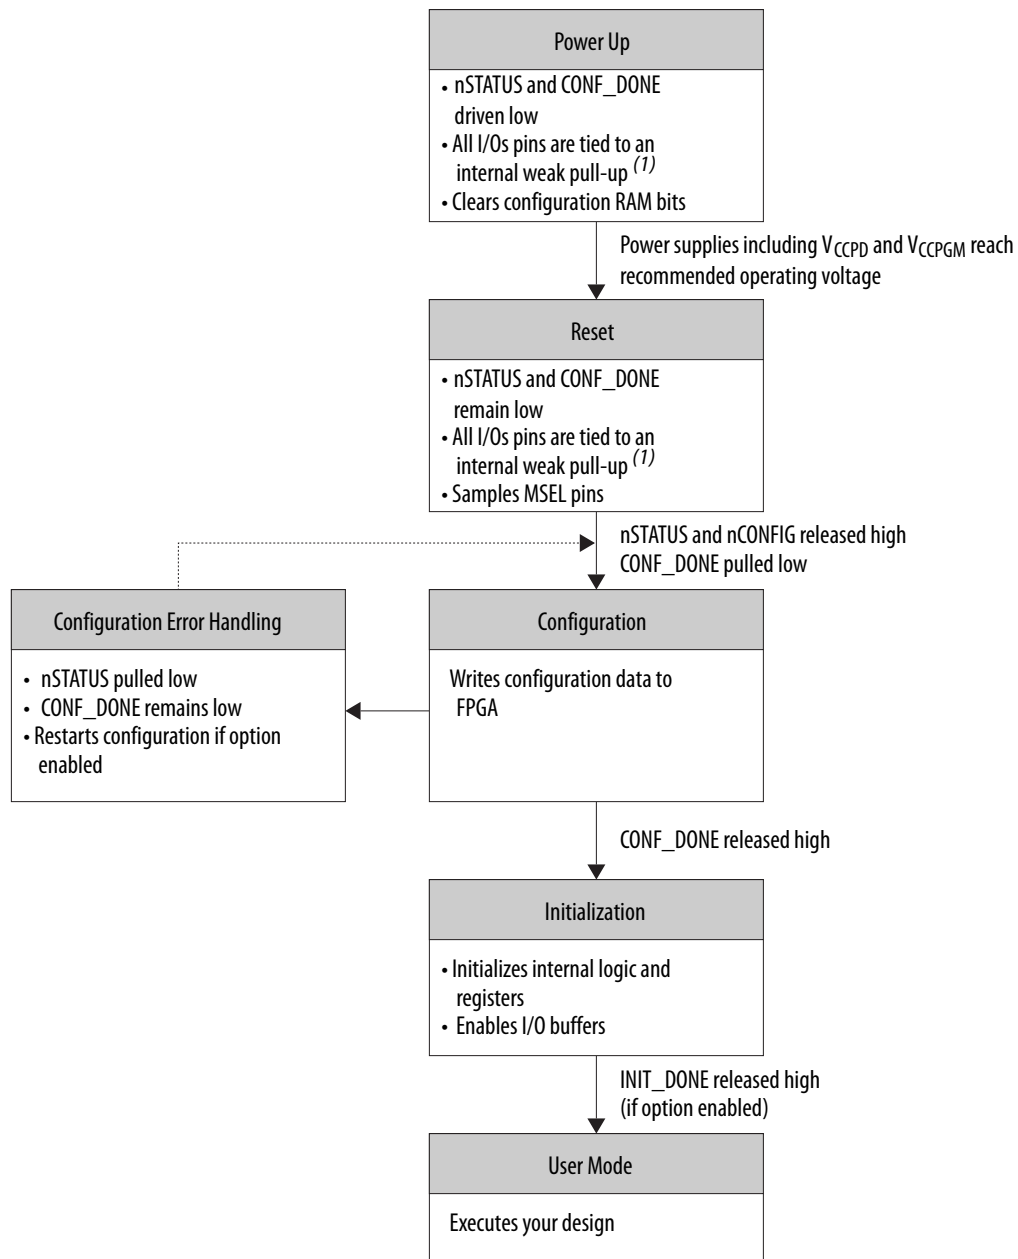 Power Up
• nSTATUS and CONF_DONE
driven low
• All I/Os pins are tied to an
internal weak pull-up (1)
• Clears configuration RAM bits
Power supplies including VCCPD and VCCPGM reach
recommended operating voltage
Reset
• nSTATUS and CONF_DONE
remain low
• All I/Os pins are tied to an
internal weak pull-up (1)
• Samples MSEL pins
nSTATUS and nCONFIG released high
CONF_DONE pulled low
Configuration Error Handling
• nSTATUS pulled low
• CONF_DONE remains low
• Restarts configuration if option
enabled
Configuration
Writes configuration data to
FPGA
CONF_DONE released high
Initialization
• Initializes internal logic and
registers
• Enables I/O buffers
INIT_DONE released high
(if option enabled)
User Mode
Executes your design